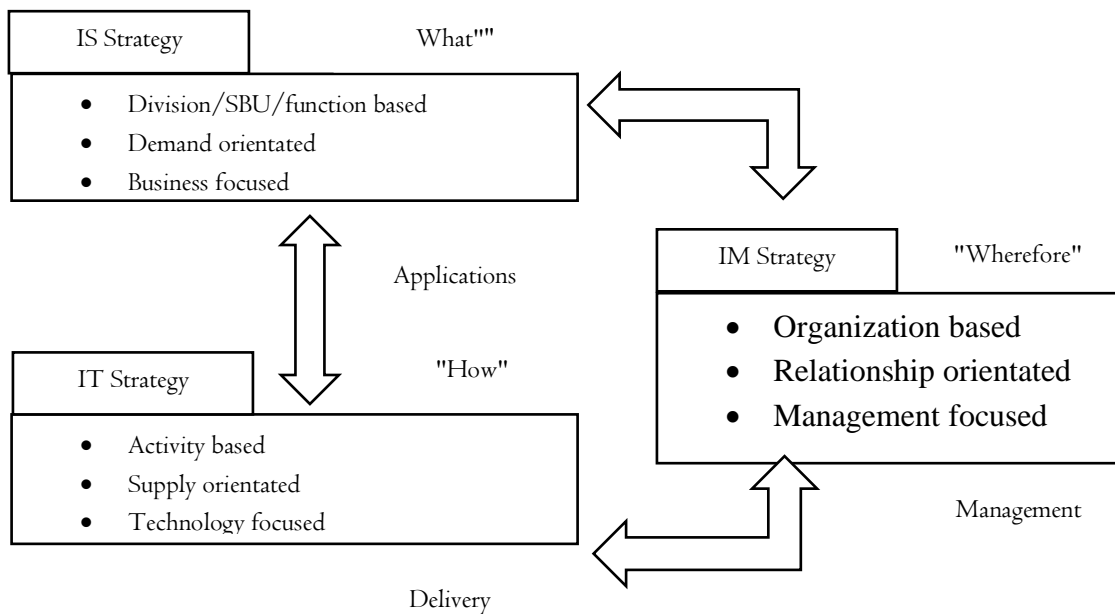 IS Strategy
What""
• Division/SBU/function based
• Demand orientated
• Business focused
Applications
IM Strategy
"Wherefore"
• Organization based
• Relationship orientated
• Management focused
IT Strategy
"How"
• Activity based
• Supply orientated
• Technology focused
Management
Delivery